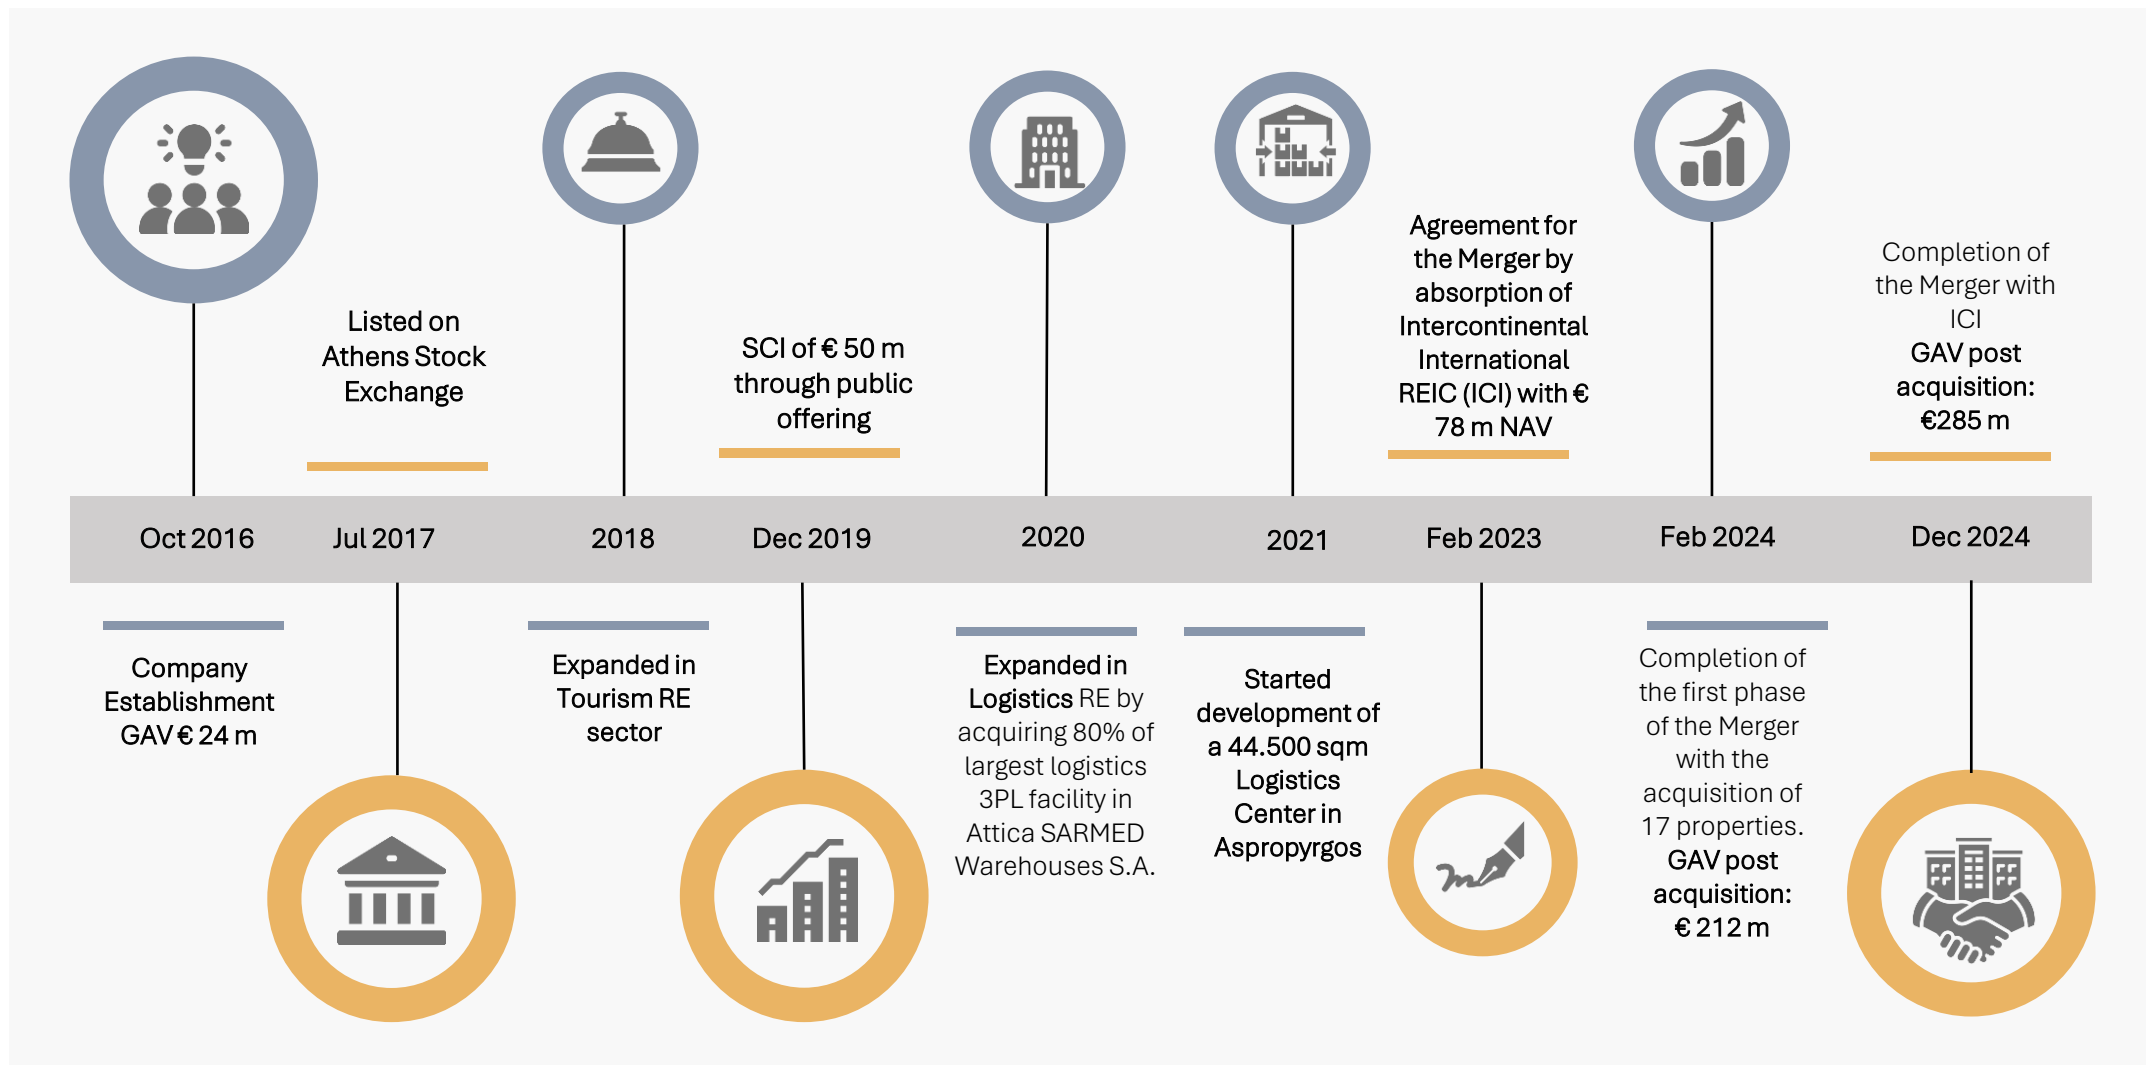 Oct 2016
Company
Establishment
GAV € 24 m
Listed on
Athens Stock
Exchange
Jul 2017
2018
Expanded in
Tourism RE
sector
SCI of € 50 m
through public
offering
Dec 2019
2020
Expanded in
Logistics RE by
acquiring 80% of
largest logistics
3PL facility in
Attica SARMED
Warehouses S.A.
2021
Started
development of
a 44.500 sqm
Logistics
Center in
Aspropyrgos
Agreement for
the Merger by
absorption of
Intercontinental
International
REIC (ICI) with €
78 m NAV
Feb 2023
Feb 2024
Completion of
the first phase
of the Merger
with the
acquisition of
17 properties.
GAV post
acquisition:
€ 212 m
Completion of
the Merger with
ICI
GAV post
acquisition:
€285 m
Dec 2024